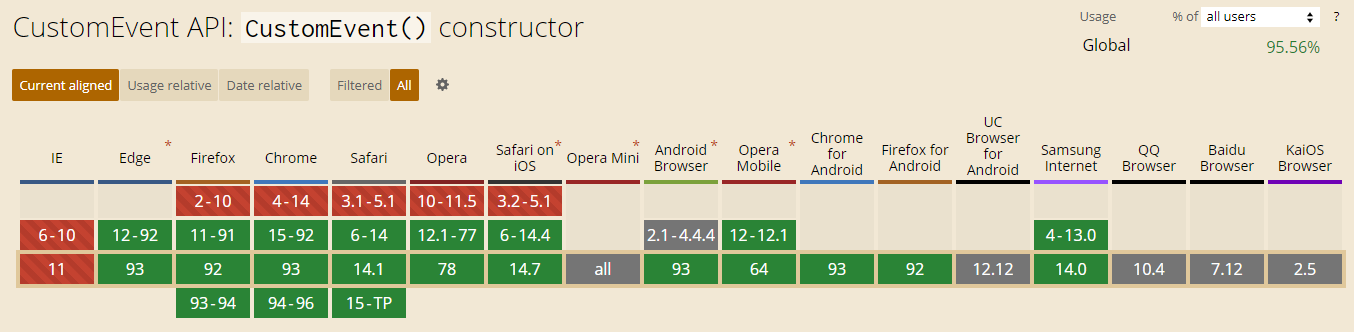 CustomEvent API: CustomEvent() constructor
Usage % of all users ?
Global 95.56%
Current aligned Usage relative Date relative Filtered All
IE Edge * Firefox Chrome Safari Opera Safari on iOS * Opera Mini Android Browser * Opera Mobile * Chrome for Android Firefox for Android UC Browser for Android Samsung Internet QQ Browser Baidu Browser KaiOS Browser
2-10 4-14 3.1-5.1 10-11.5 3.2-5.1
6-10 12-92 11-91 15-92 6-14 12.1-77 6-14.4 2.1-4.4.4 12-12.1 4-13.0
11 93 92 93 14.1 78 14.7 all 93 64 93 92 12.12 14.0 10.4 7.12 2.5
93-94 94-96 15-TP